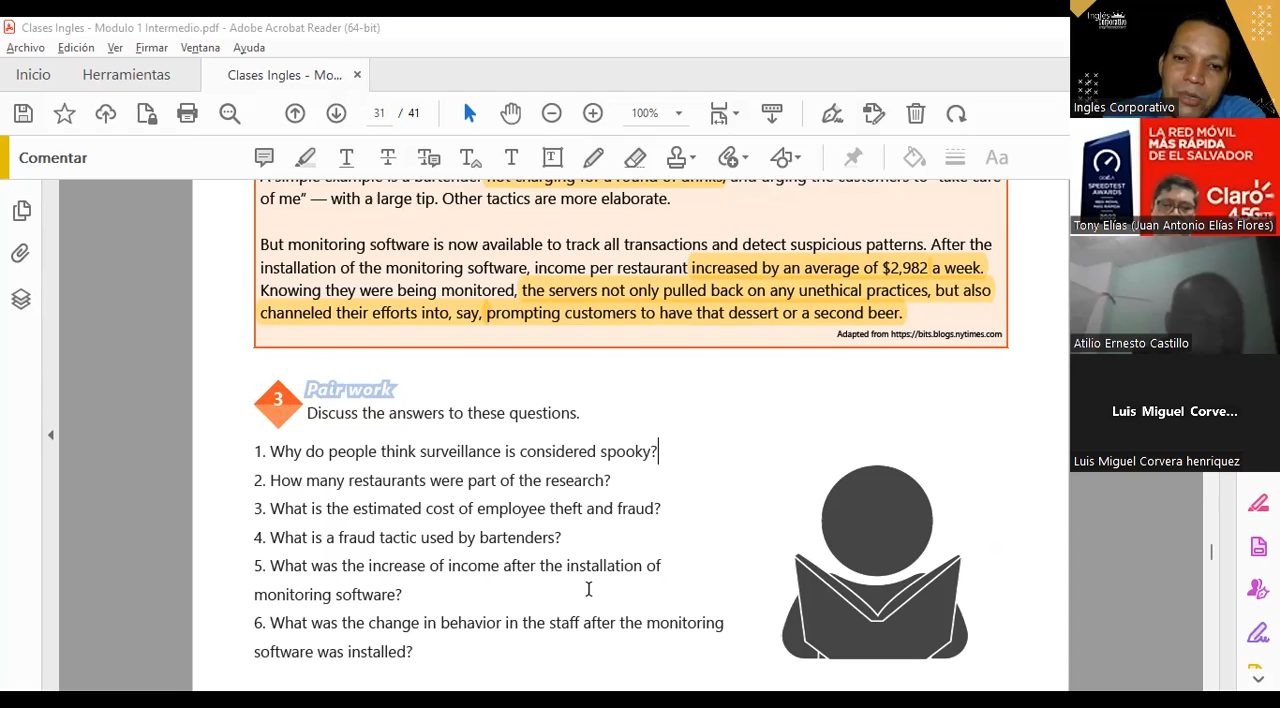 Clases Ingles - Modulo 1 Intermedio.pdf - Adobe Acrobat Reader (64-bit)
Archivo Edición Ver Firmar Ventana Ayuda
Inicio Herramientas Clases Ingles - Mo... ×
31 / 41 100%
Comentar
of me" — with a large tip. Other tactics are more elaborate.
But monitoring software is now available to track all transactions and detect suspicious patterns. After the
installation of the monitoring software, income per restaurant increased by an average of $2,982 a week.
Knowing they were being monitored, the servers not only pulled back on any unethical practices, but also
channeled their efforts into, say, prompting customers to have that dessert or a second beer.
Adapted from https://bits.blogs.nytimes.com
3 Pair work
Discuss the answers to these questions.
1. Why do people think surveillance is considered spooky?
2. How many restaurants were part of the research?
3. What is the estimated cost of employee theft and fraud?
4. What is a fraud tactic used by bartenders?
5. What was the increase of income after the installation of
monitoring software?
6. What was the change in behavior in the staff after the monitoring
software was installed?
Inglés
Corporativo
Ingles Corporativo
LA RED MÓVIL
MÁS RÁPIDA
DE EL SALVADOR
SPEEDTEST
AWARDS
Claro
4.5G
Tony Elías (Juan Antonio Elías Flores)
Atilio Ernesto Castillo
Luis Miguel Corve...
Luis Miguel Corvera henriquez